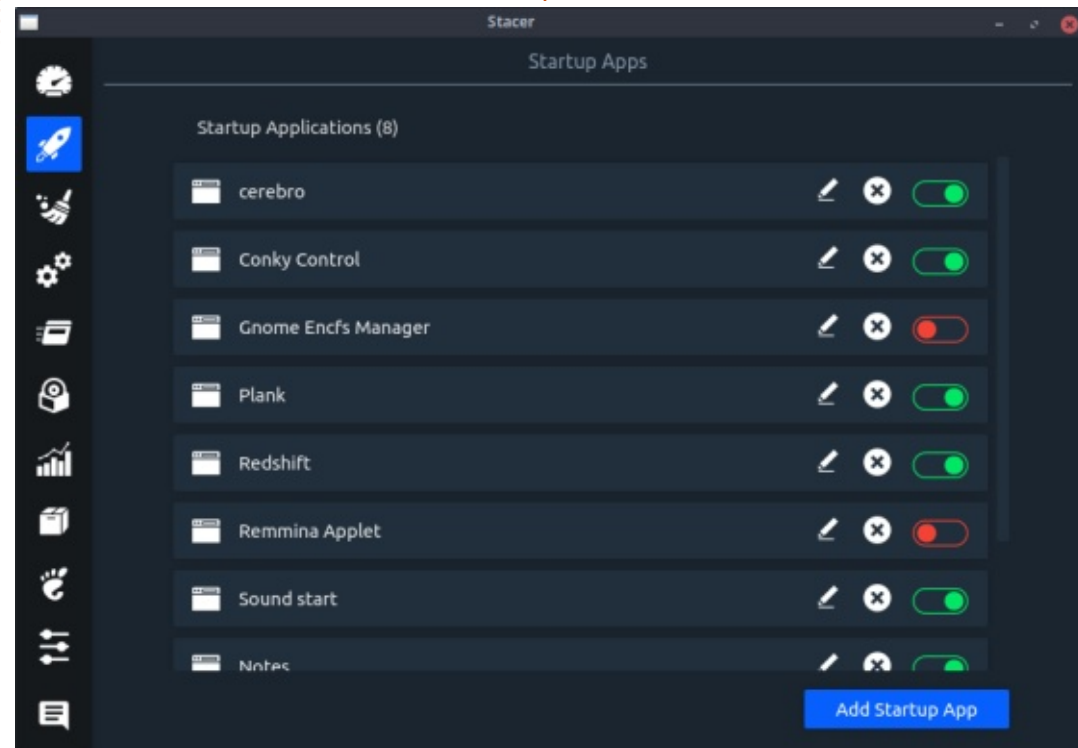 Stacer
Startup Apps
Startup Applications (8)
cerebro
Conky Control
Gnome Encfs Manager
Plank
Redshift
Remmina Applet
Sound start
Notes
Add Startup App